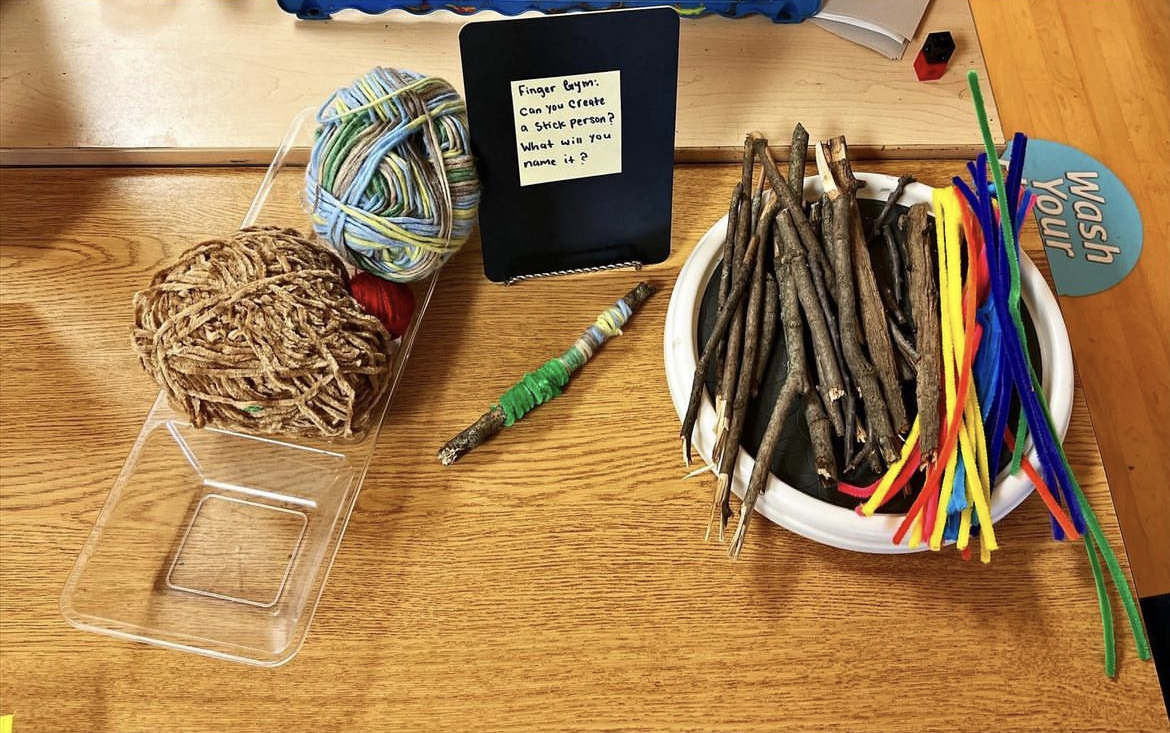 Finger Gym:
Can you create
a stick person?
What will you
name it?
Wash
Your